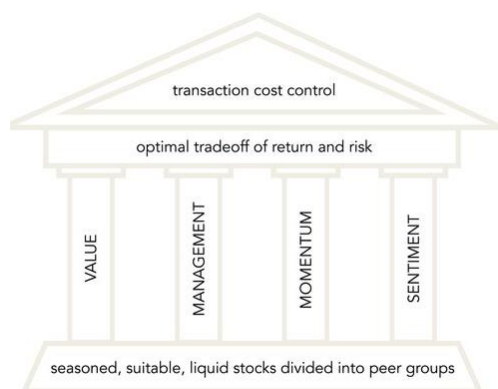 transaction cost control
optimal tradeoff of return and risk
VALUE
MANAGEMENT
MOMENTUM
SENTIMENT
seasoned, suitable, liquid stocks divided into peer groups